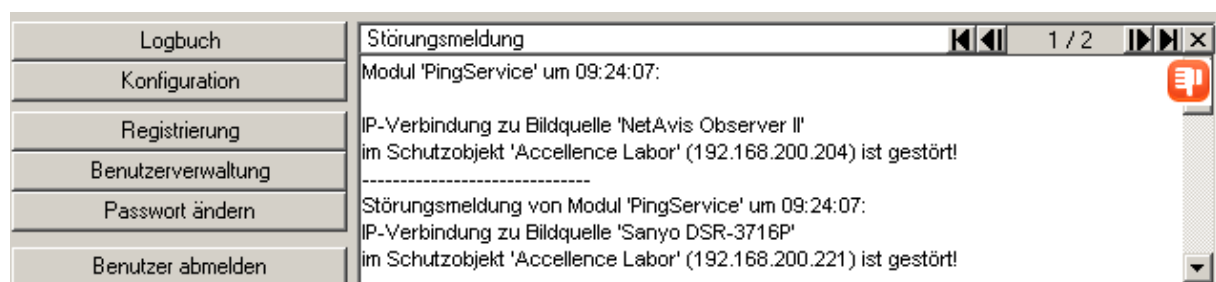 Logbuch
Konfiguration
Registrierung
Benutzerverwaltung
Passwort ändern
Benutzer abmelden
Störungsmeldung
1 / 2
Modul 'PingService' um 09:24:07:
IP-Verbindung zu Bildquelle 'NetAvis Observer II'
im Schutzobjekt 'Accellence Labor' (192.168.200.204) ist gestört!
------------------------------
Störungsmeldung von Modul 'PingService' um 09:24:07:
IP-Verbindung zu Bildquelle 'Sanyo DSR-3716P'
im Schutzobjekt 'Accellence Labor' (192.168.200.221) ist gestört!